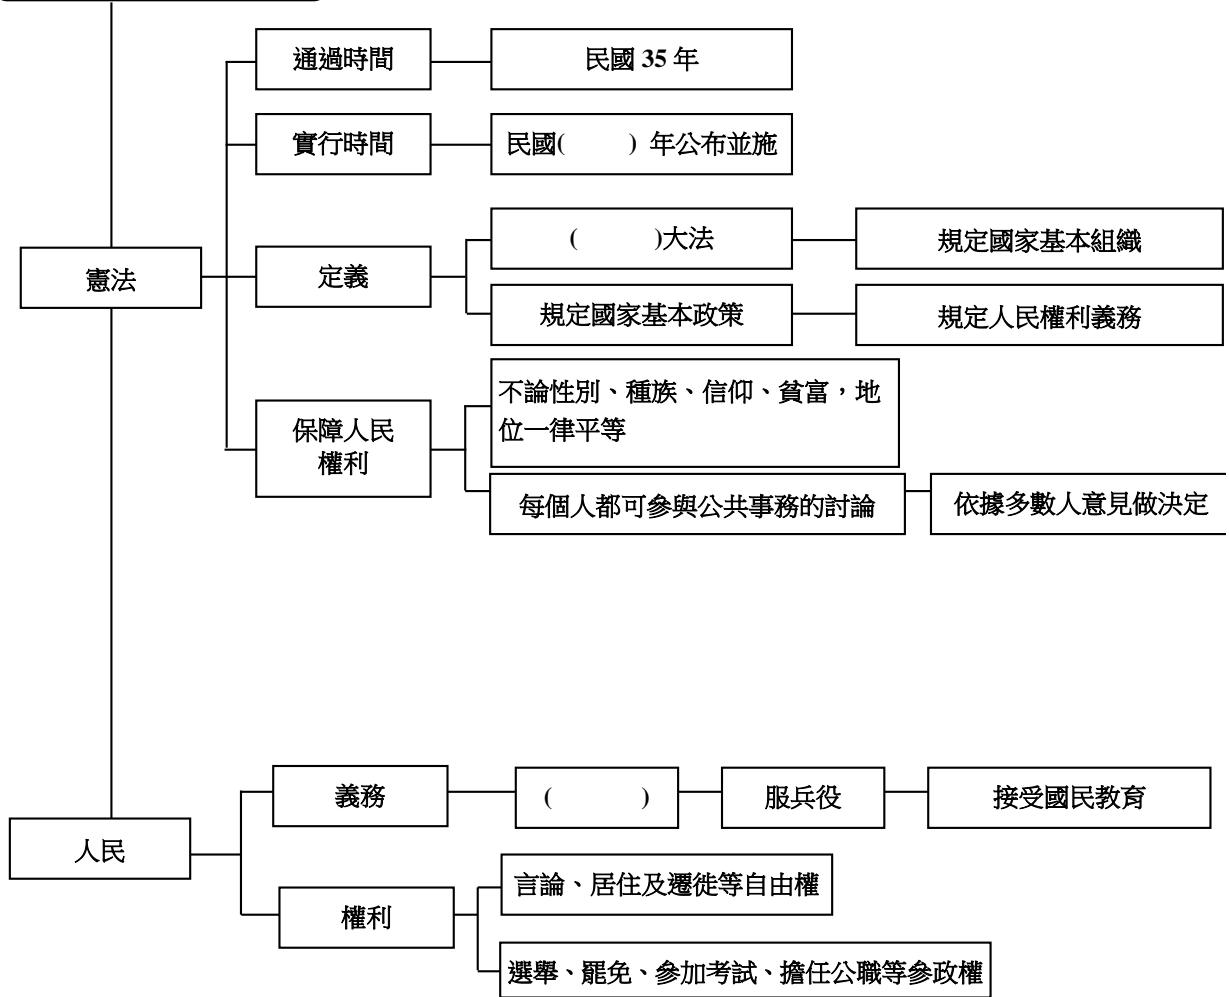 通過時間
民國 35 年
實行時間
民國(　　) 年公布並施
憲法
定義
(　　)大法
規定國家基本組織
規定國家基本政策
規定人民權利義務
保障人民
權利
不論性別、種族、信仰、貧富，地
位一律平等
每個人都可參與公共事務的討論
依據多數人意見做決定
人民
義務
(　　)
服兵役
接受國民教育
權利
言論、居住及遷徙等自由權
選舉、罷免、參加考試、擔任公職等參政權